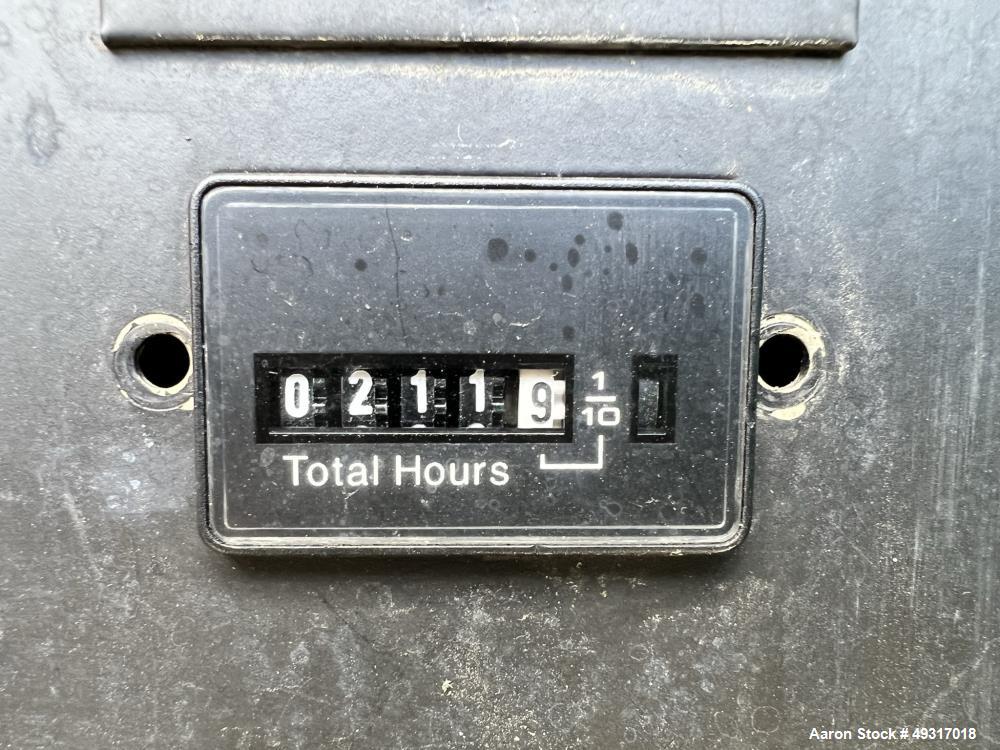 0 2 1 1 9 1/10
Total Hours
Aaron Stock # 49317018